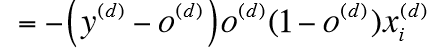 = −(y^(d) − o^(d)) o^(d) (1 − o^(d)) x_i^(d)